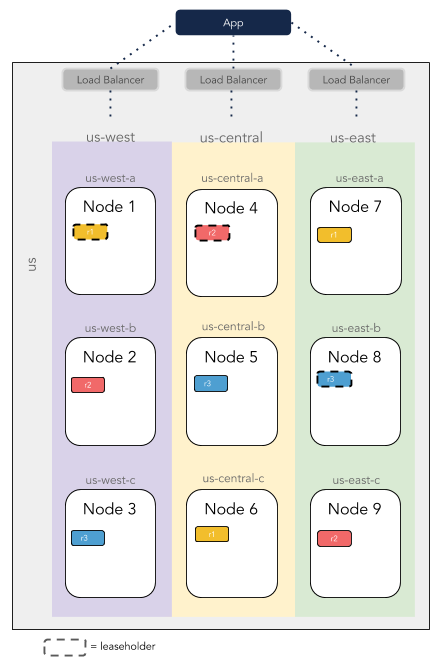 App
Load Balancer Load Balancer Load Balancer
us-west us-central us-east
us-west-a us-central-a us-east-a
Node 1 Node 4 Node 7
r1 r2 r1
us
us-west-b us-central-b us-east-b
Node 2 Node 5 Node 8
r2 r3 r3
us-west-c us-central-c us-east-c
Node 3 Node 6 Node 9
r3 r1 r2
= leaseholder